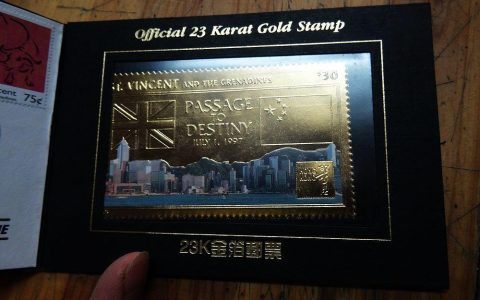 Official 23 Karat Gold Stamp
ST. VINCENT AND THE GRENADINES
$30
PASSAGE
TO
DESTINY
JULY 1, 1997
23K金箔郵票
75¢